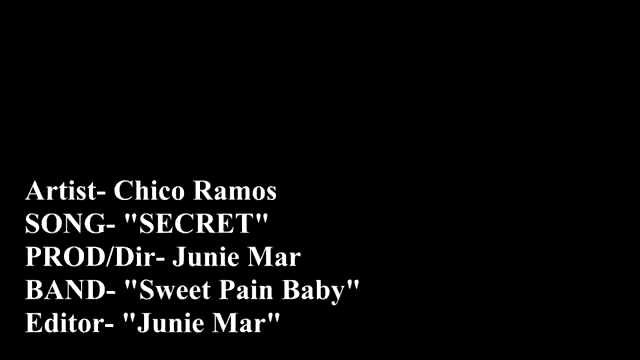 Artist- Chico Ramos
SONG- "SECRET"
PROD/Dir- Junie Mar
BAND- "Sweet Pain Baby"
Editor- "Junie Mar"